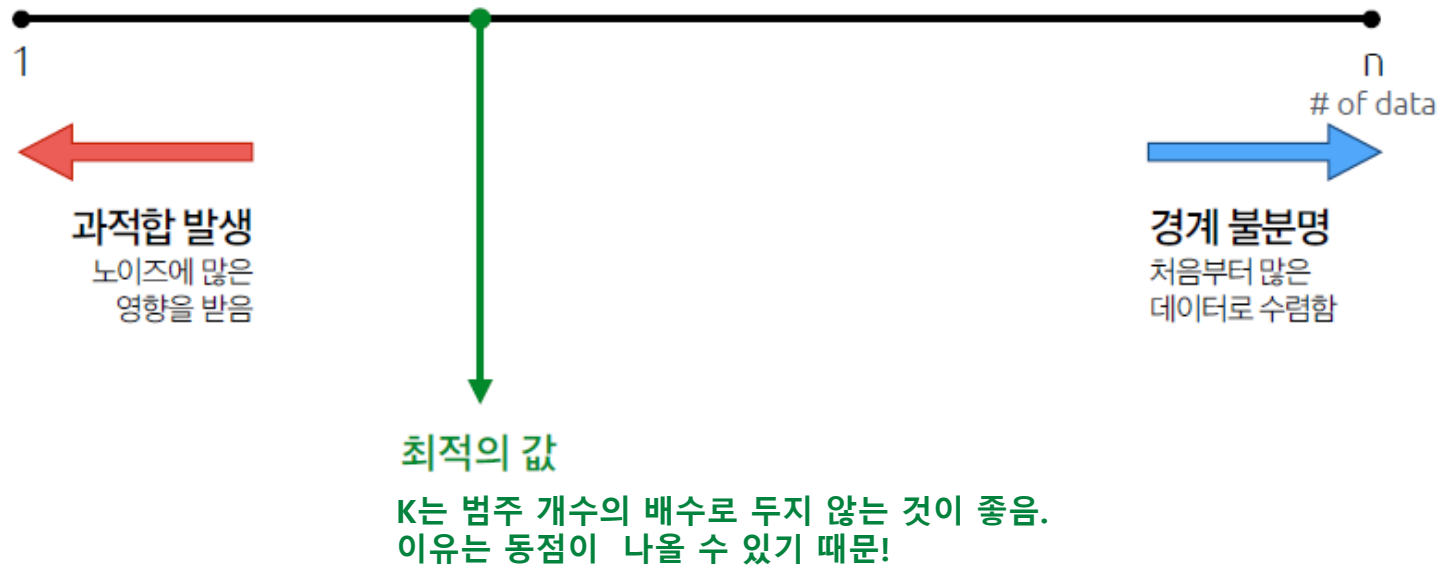 1
n
# of data
과적합 발생
노이즈에 많은
영향을 받음
경계 불분명
처음부터 많은
데이터로 수렴함
최적의 값
K는 범주 개수의 배수로 두지 않는 것이 좋음.
이유는 동점이 나올 수 있기 때문!